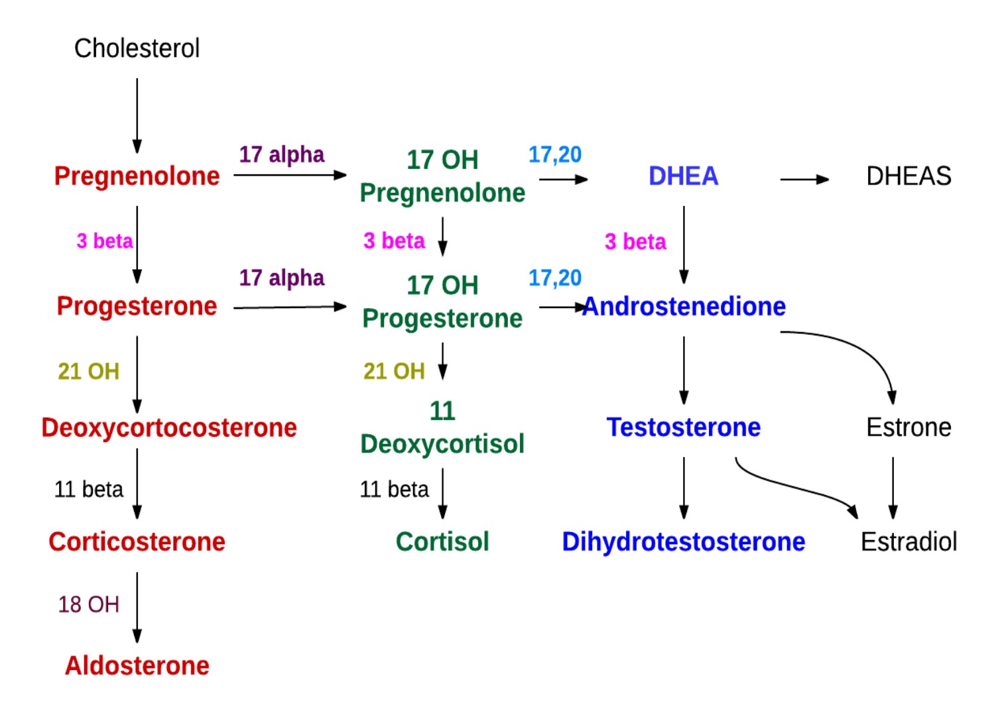 Cholesterol
17 alpha
17 OH
17,20
Pregnenolone
Pregnenolone
DHEA
DHEAS
3 beta
3 beta
3 beta
17 alpha
17 OH
17,20
Progesterone
Progesterone
Androstenedione
21 OH
21 OH
11
Deoxycortocosterone
Deoxycortisol
Testosterone
Estrone
11 beta
11 beta
Corticosterone
Cortisol
Dihydrotestosterone
Estradiol
18 OH
Aldosterone